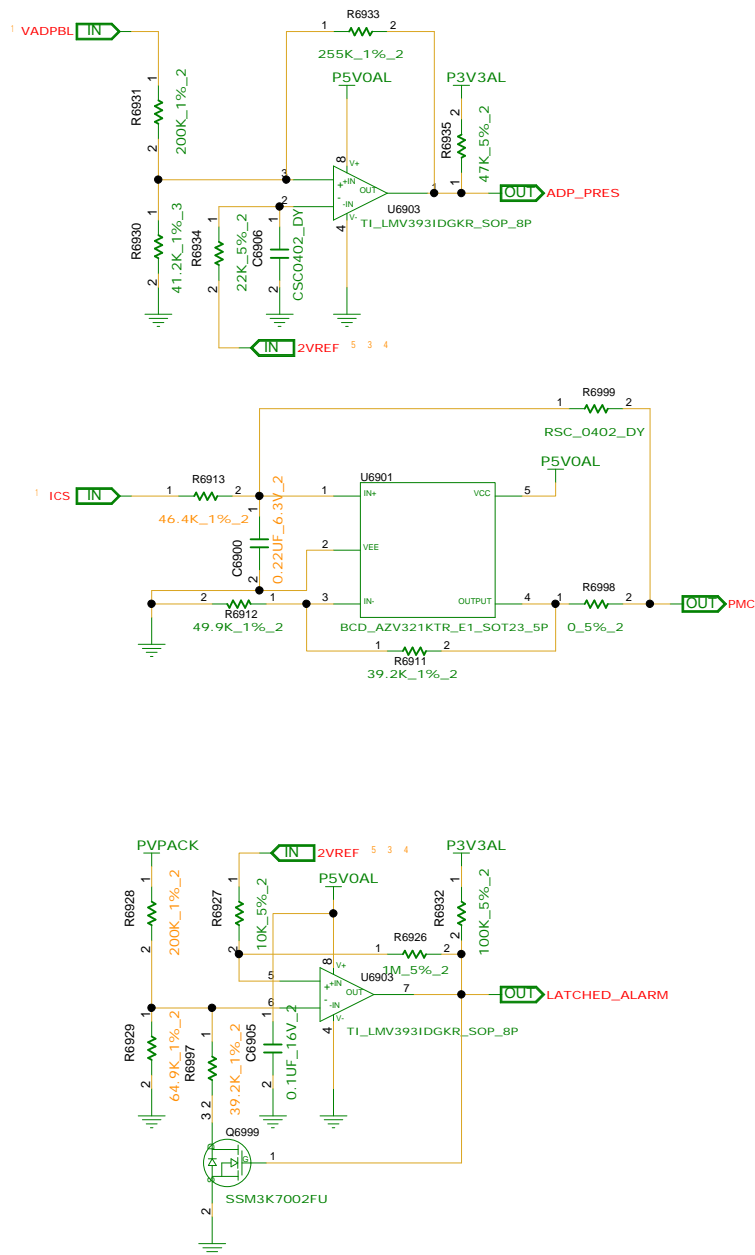 R6933
1 VADPBL IN 1 2
255K_1%_2
P5V0AL P3V3AL
1 R6931 200K_1%_2 2
2 R6935 47K_5%_2 1
8 V+
3 + +IN OUT 1 OUT ADP_PRES
2 - -IN U6903
V- TI_LMV393IDGKR_SOP_8P
4
1 R6930 41.2K_1%_3 2
1 R6934 22K_5%_2 2
1 C6906 CSC0402_DY 2
IN 2VREF 5 3 4
R6999
1 2
RSC_0402_DY
P5V0AL
R6913 U6901
1 ICS IN 1 2 1 IN+ VCC 5
46.4K_1%_2
1 C6900 0.22UF_6.3V_2 2
2 VEE
2 1 3 IN- OUTPUT 4 1 R6998 2 OUT PMC
R6912
49.9K_1%_2 BCD_AZV321KTR_E1_SOT23_5P 0_5%_2
1 2
R6911
39.2K_1%_2
PVPACK IN 2VREF 5 3 4 P3V3AL
P5V0AL
1 R6928 200K_1%_2 2
1 R6927 10K_5%_2 2
1 R6932 100K_5%_2 2
R6926
1 2
8 V+ 1M_5%_2
U6903
5 + +IN OUT 7 OUT LATCHED_ALARM
6 - -IN
V- TI_LMV393IDGKR_SOP_8P
4
1 R6929 64.9K_1%_2 2
1 R6997 39.2K_1%_2 2
1 C6905 0.1UF_16V_2 2
3
Q6999
D G 1
S
SSM3K7002FU
2